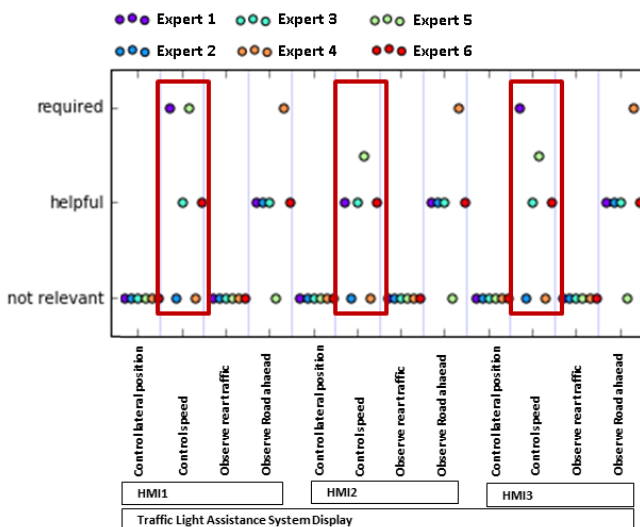 Expert 1 Expert 3 Expert 5
Expert 2 Expert 4 Expert 6
required
helpful
not relevant
Control lateral position
Control speed
Observe rear traffic
Observe Road ahaead
Control lateral position
Control speed
Observe rear traffic
Observe Road ahaead
Control lateral position
Control speed
Observe rear traffic
Observe Road ahaead
HMI1 HMI2 HMI3
Traffic Light Assistance System Display